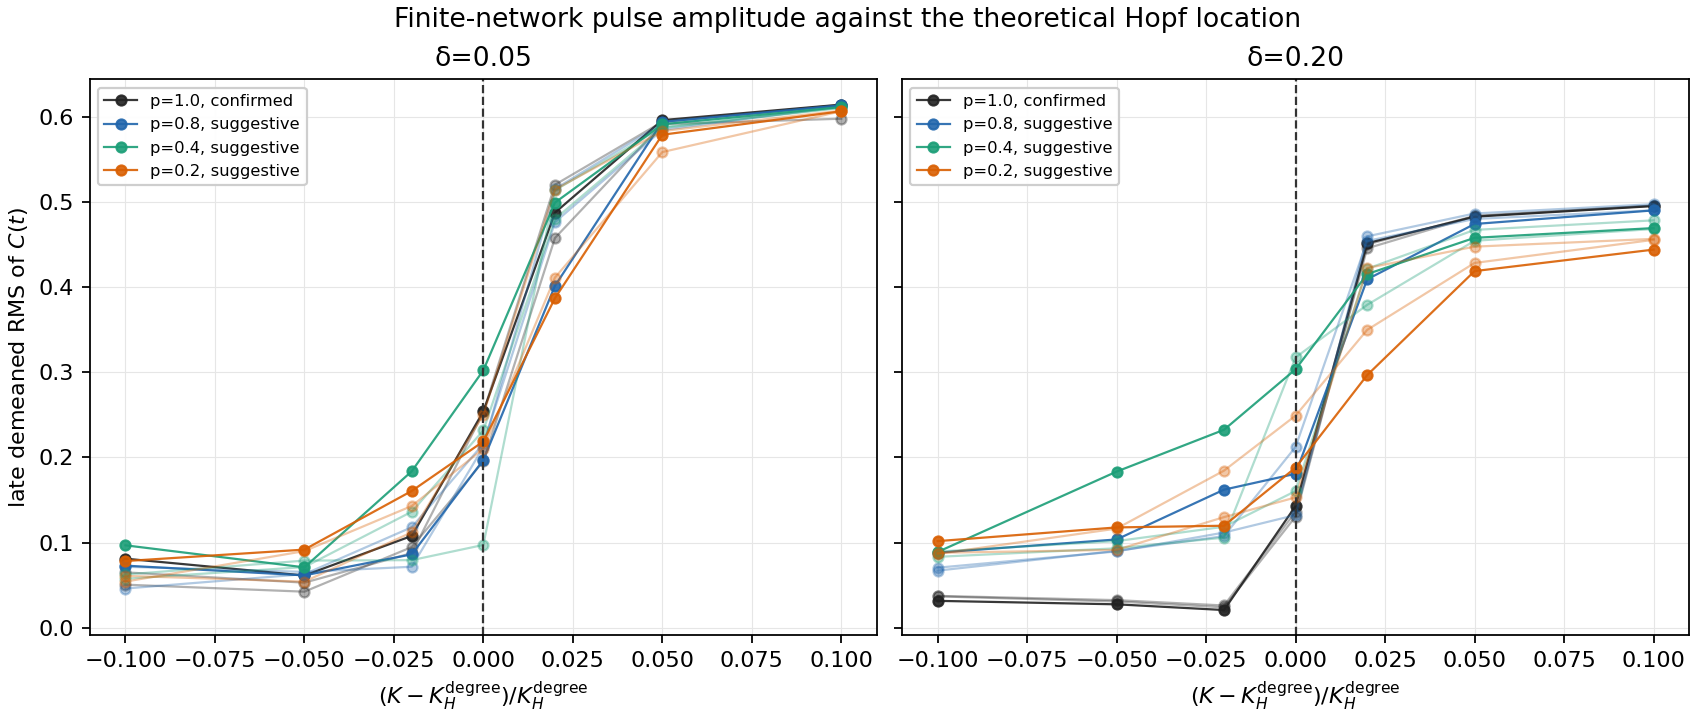 Finite-network pulse amplitude against the theoretical Hopf location
δ=0.05
δ=0.20
p=1.0, confirmed
p=0.8, suggestive
p=0.4, suggestive
p=0.2, suggestive
p=1.0, confirmed
p=0.8, suggestive
p=0.4, suggestive
p=0.2, suggestive
late demeaned RMS of C(t)
0.6
0.5
0.4
0.3
0.2
0.1
0.0
−0.100 −0.075 −0.050 −0.025 0.000 0.025 0.050 0.075 0.100
−0.100 −0.075 −0.050 −0.025 0.000 0.025 0.050 0.075 0.100
(K − K_H^degree)/K_H^degree
(K − K_H^degree)/K_H^degree